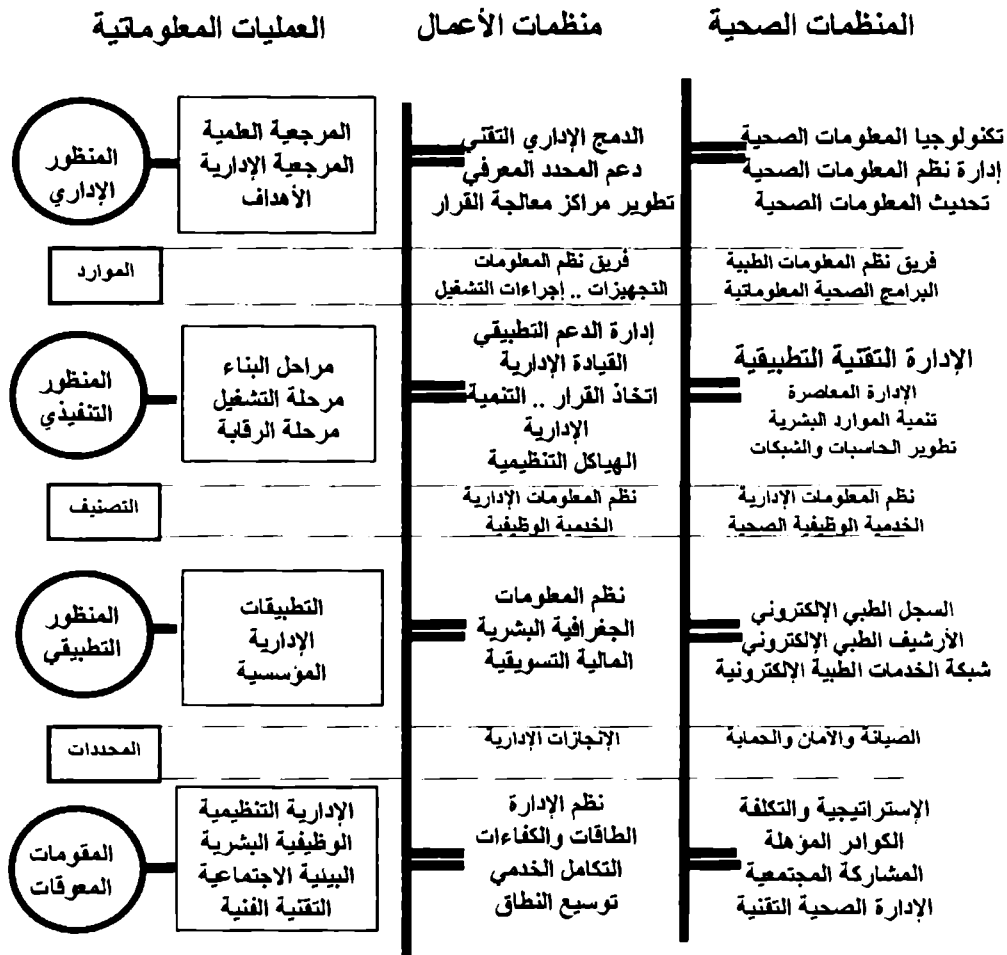 المنظمات الصحية
منظمات الأعمال
العمليات المعلوماتية
المنظور
الإداري
المرجعية العلمية
المرجعية الإدارية
الأهداف
الدمج الإداري التقني
دعم المحدد المعرفي
تطوير مراكز معالجة القرار
تكنولوجيا المعلومات الصحية
إدارة نظم المعلومات الصحية
تحديث المعلومات الصحية
الموارد
فريق نظم المعلومات
التجهيزات .. إجراءات التشغيل
فريق نظم المعلومات الطبية
البرامج الصحية المعلوماتية
المنظور
التنفيذي
مراحل البناء
مرحلة التشغيل
مرحلة الرقابة
إدارة الدعم التطبيقي
القيادة الإدارية
اتخاذ القرار .. التنمية
الإدارية
الهياكل التنظيمية
الإدارة التقنية التطبيقية
الإدارة المعاصرة
تنمية الموارد البشرية
تطوير الحاسبات والشبكات
التصنيف
نظم المعلومات الإدارية
الخدمية الوظيفية
نظم المعلومات الإدارية
الخدمية الوظيفية الصحية
المنظور
التطبيقي
التطبيقات
الإدارية
المؤسسية
نظم المعلومات
الجغرافية البشرية
المالية التسويقية
السجل الطبي الإلكتروني
الأرشيف الطبي الإلكتروني
شبكة الخدمات الطبية الإلكترونية
المحددات
الإنجازات الإدارية
الصيانة والأمان والحماية
المقومات
المعوقات
الإدارية التنظيمية
الوظيفية البشرية
البيئية الاجتماعية
التقنية الفنية
نظم الإدارة
الطاقات والكفاءات
التكامل الخدمي
توسيع النطاق
الإستراتيجية والتكلفة
الكوادر المؤهلة
المشاركة المجتمعية
الإدارة الصحية التقنية